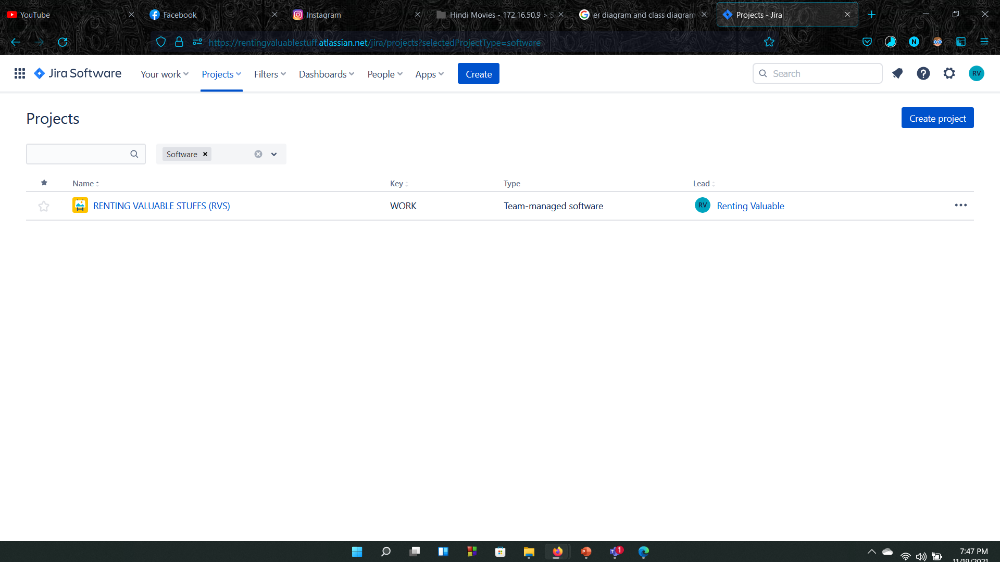 YouTube
Facebook
Instagram
Hindi Movies - 172.16.50.9 > S
er diagram and class diagram
Projects - Jira
https://rentingvaluablestuff.atlassian.net/jira/projects?selectedProjectType=software
N
Jira Software
Your work
Projects
Filters
Dashboards
People
Apps
Create
Search
RV
Projects
Create project
Software
Name
Key
Type
Lead
RENTING VALUABLE STUFFS (RVS)
WORK
Team-managed software
RV
Renting Valuable
1
7:47 PM
11/19/2021